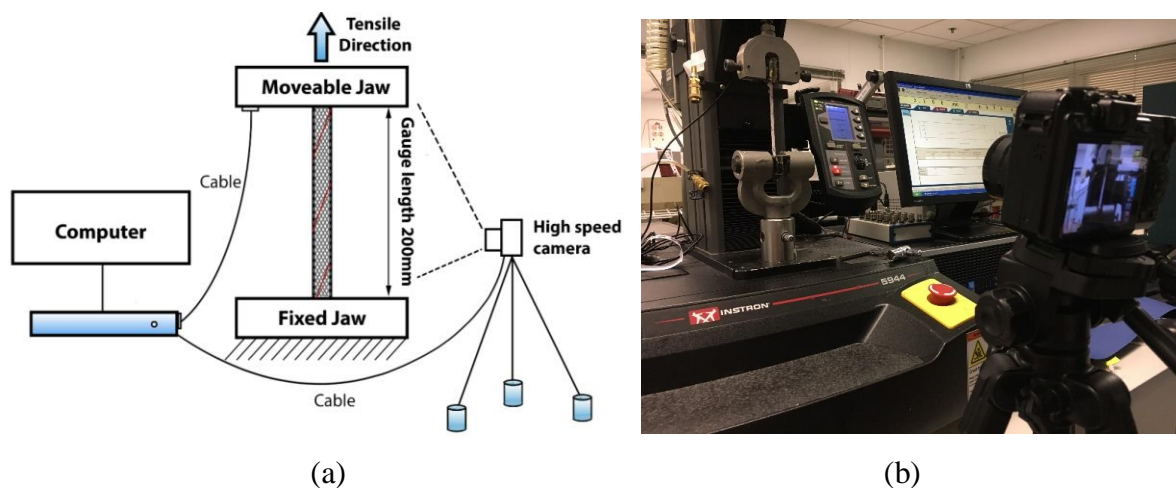 Tensile
Direction
Moveable Jaw
Gauge length 200mm
Cable
Computer
High speed
camera
Fixed Jaw
Cable
5944
INSTRON
(a)
(b)